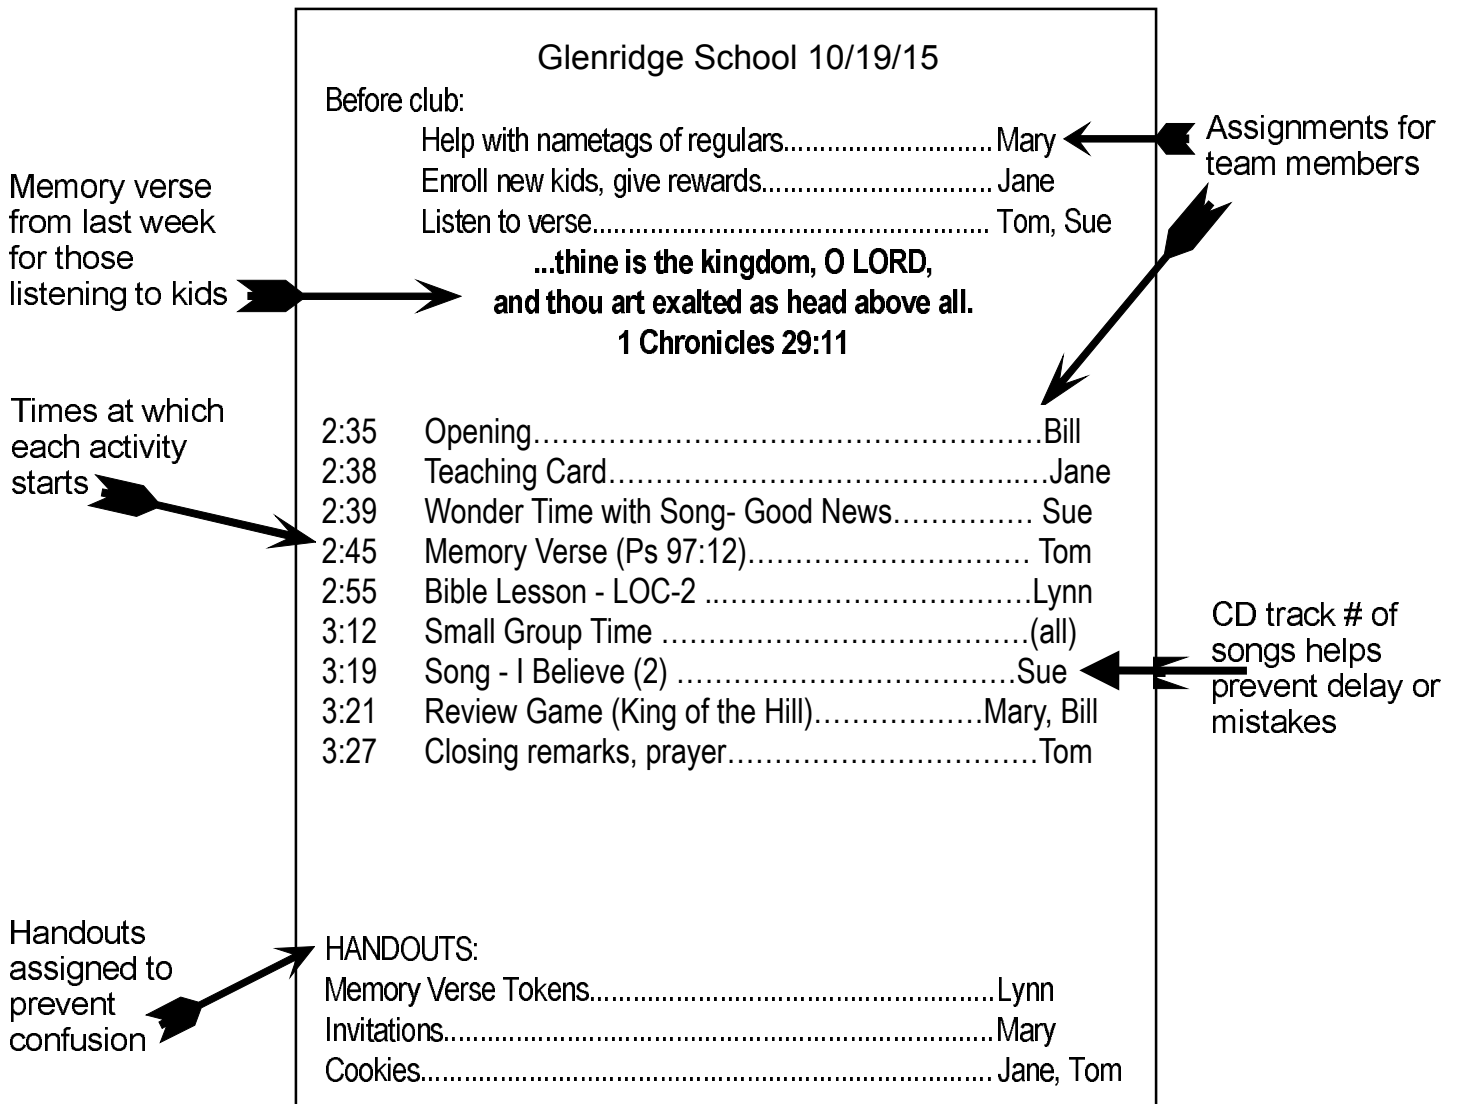 Glenridge School 10/19/15
Before club:
Help with nametags of regulars............................. Mary
Enroll new kids, give rewards................................ Jane
Listen to verse....................................................... Tom, Sue
...thine is the kingdom, O LORD,
and thou art exalted as head above all.
1 Chronicles 29:11
2:35 Opening……………………………………………….Bill
2:38 Teaching Card………………………………………..…Jane
2:39 Wonder Time with Song- Good News…………… Sue
2:45 Memory Verse (Ps 97:12)………………………… Tom
2:55 Bible Lesson - LOC-2 ..……………………………Lynn
3:12 Small Group Time …………………………………(all)
3:19 Song - I Believe (2) ………………………………Sue
3:21 Review Game (King of the Hill)………………Mary, Bill
3:27 Closing remarks, prayer……………………………Tom
HANDOUTS:
Memory Verse Tokens........................................................Lynn
Invitations............................................................................ Mary
Cookies............................................................................... Jane, Tom
Memory verse
from last week
for those
listening to kids
Times at which
each activity
starts
Handouts
assigned to
prevent
confusion
Assignments for
team members
CD track # of
songs helps
prevent delay or
mistakes